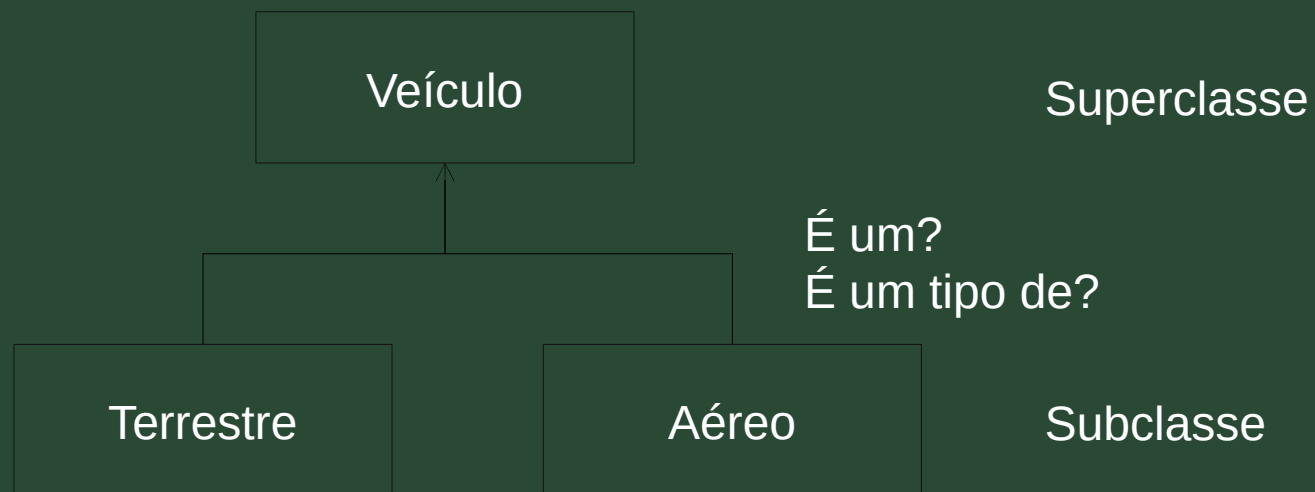 Veículo
Superclasse
É um?
É um tipo de?
Terrestre
Aéreo
Subclasse